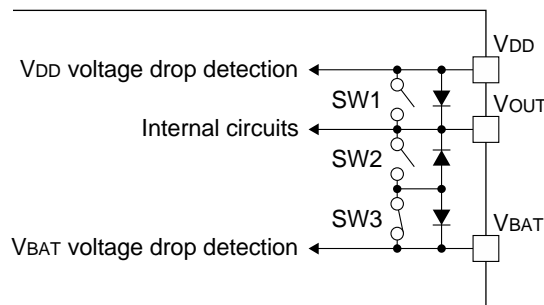 VDD
VDD voltage drop detection
SW1
VOUT
Internal circuits
SW2
SW3
VBAT
VBAT voltage drop detection